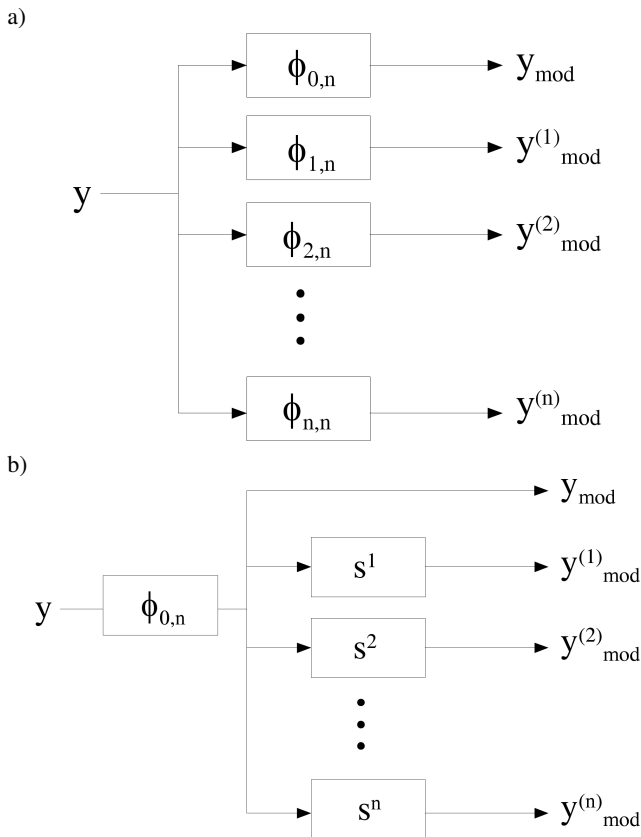 a)
ϕ0,n ymod
ϕ1,n y(1)mod
y
ϕ2,n y(2)mod
ϕn,n y(n)mod
b)
ymod
s1 y(1)mod
y ϕ0,n
s2 y(2)mod
sn y(n)mod